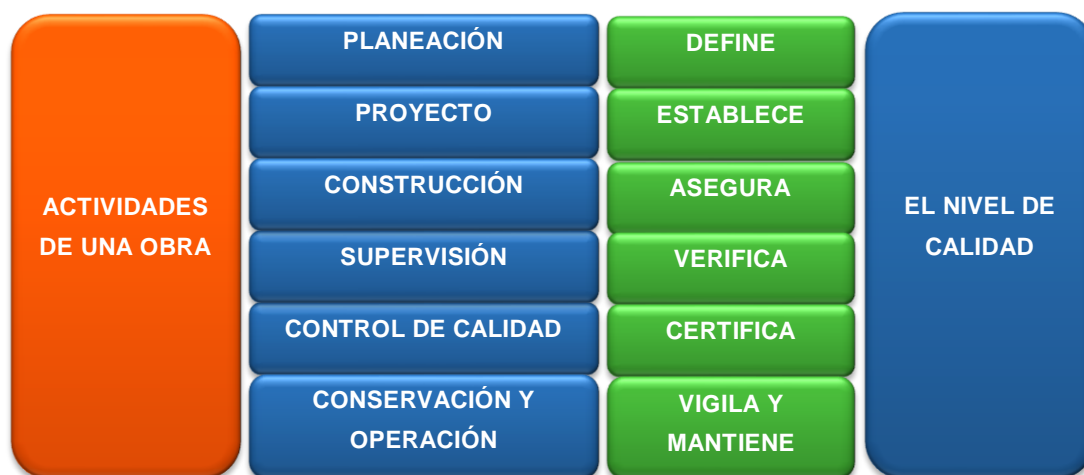 ACTIVIDADES
DE UNA OBRA
PLANEACIÓN
DEFINE
PROYECTO
ESTABLECE
CONSTRUCCIÓN
ASEGURA
SUPERVISIÓN
VERIFICA
CONTROL DE CALIDAD
CERTIFICA
CONSERVACIÓN Y
OPERACIÓN
VIGILA Y
MANTIENE
EL NIVEL DE
CALIDAD